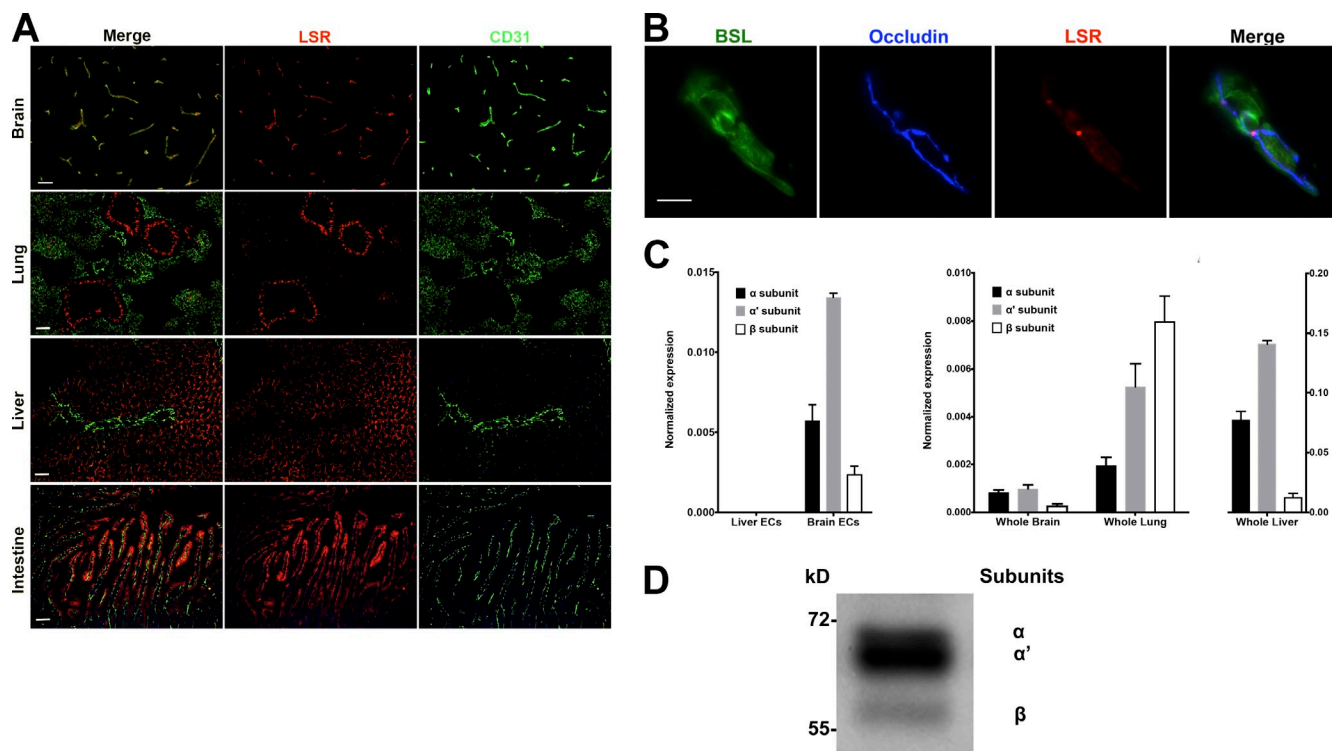 A
Merge LSR CD31
Brain
Lung
Liver
Intestine
B
BSL Occludin LSR Merge
C
0.015
0.010
0.005
0.000
Normalized expression
α subunit
α' subunit
β subunit
Liver ECs Brain ECs
0.010
0.008
0.006
0.004
0.002
0.000
Normalized expression
α subunit
α' subunit
β subunit
Whole Brain Whole Lung
0.20
0.15
0.10
0.05
0.00
Whole Liver
D
kD Subunits
72-
α
α’
β
55-